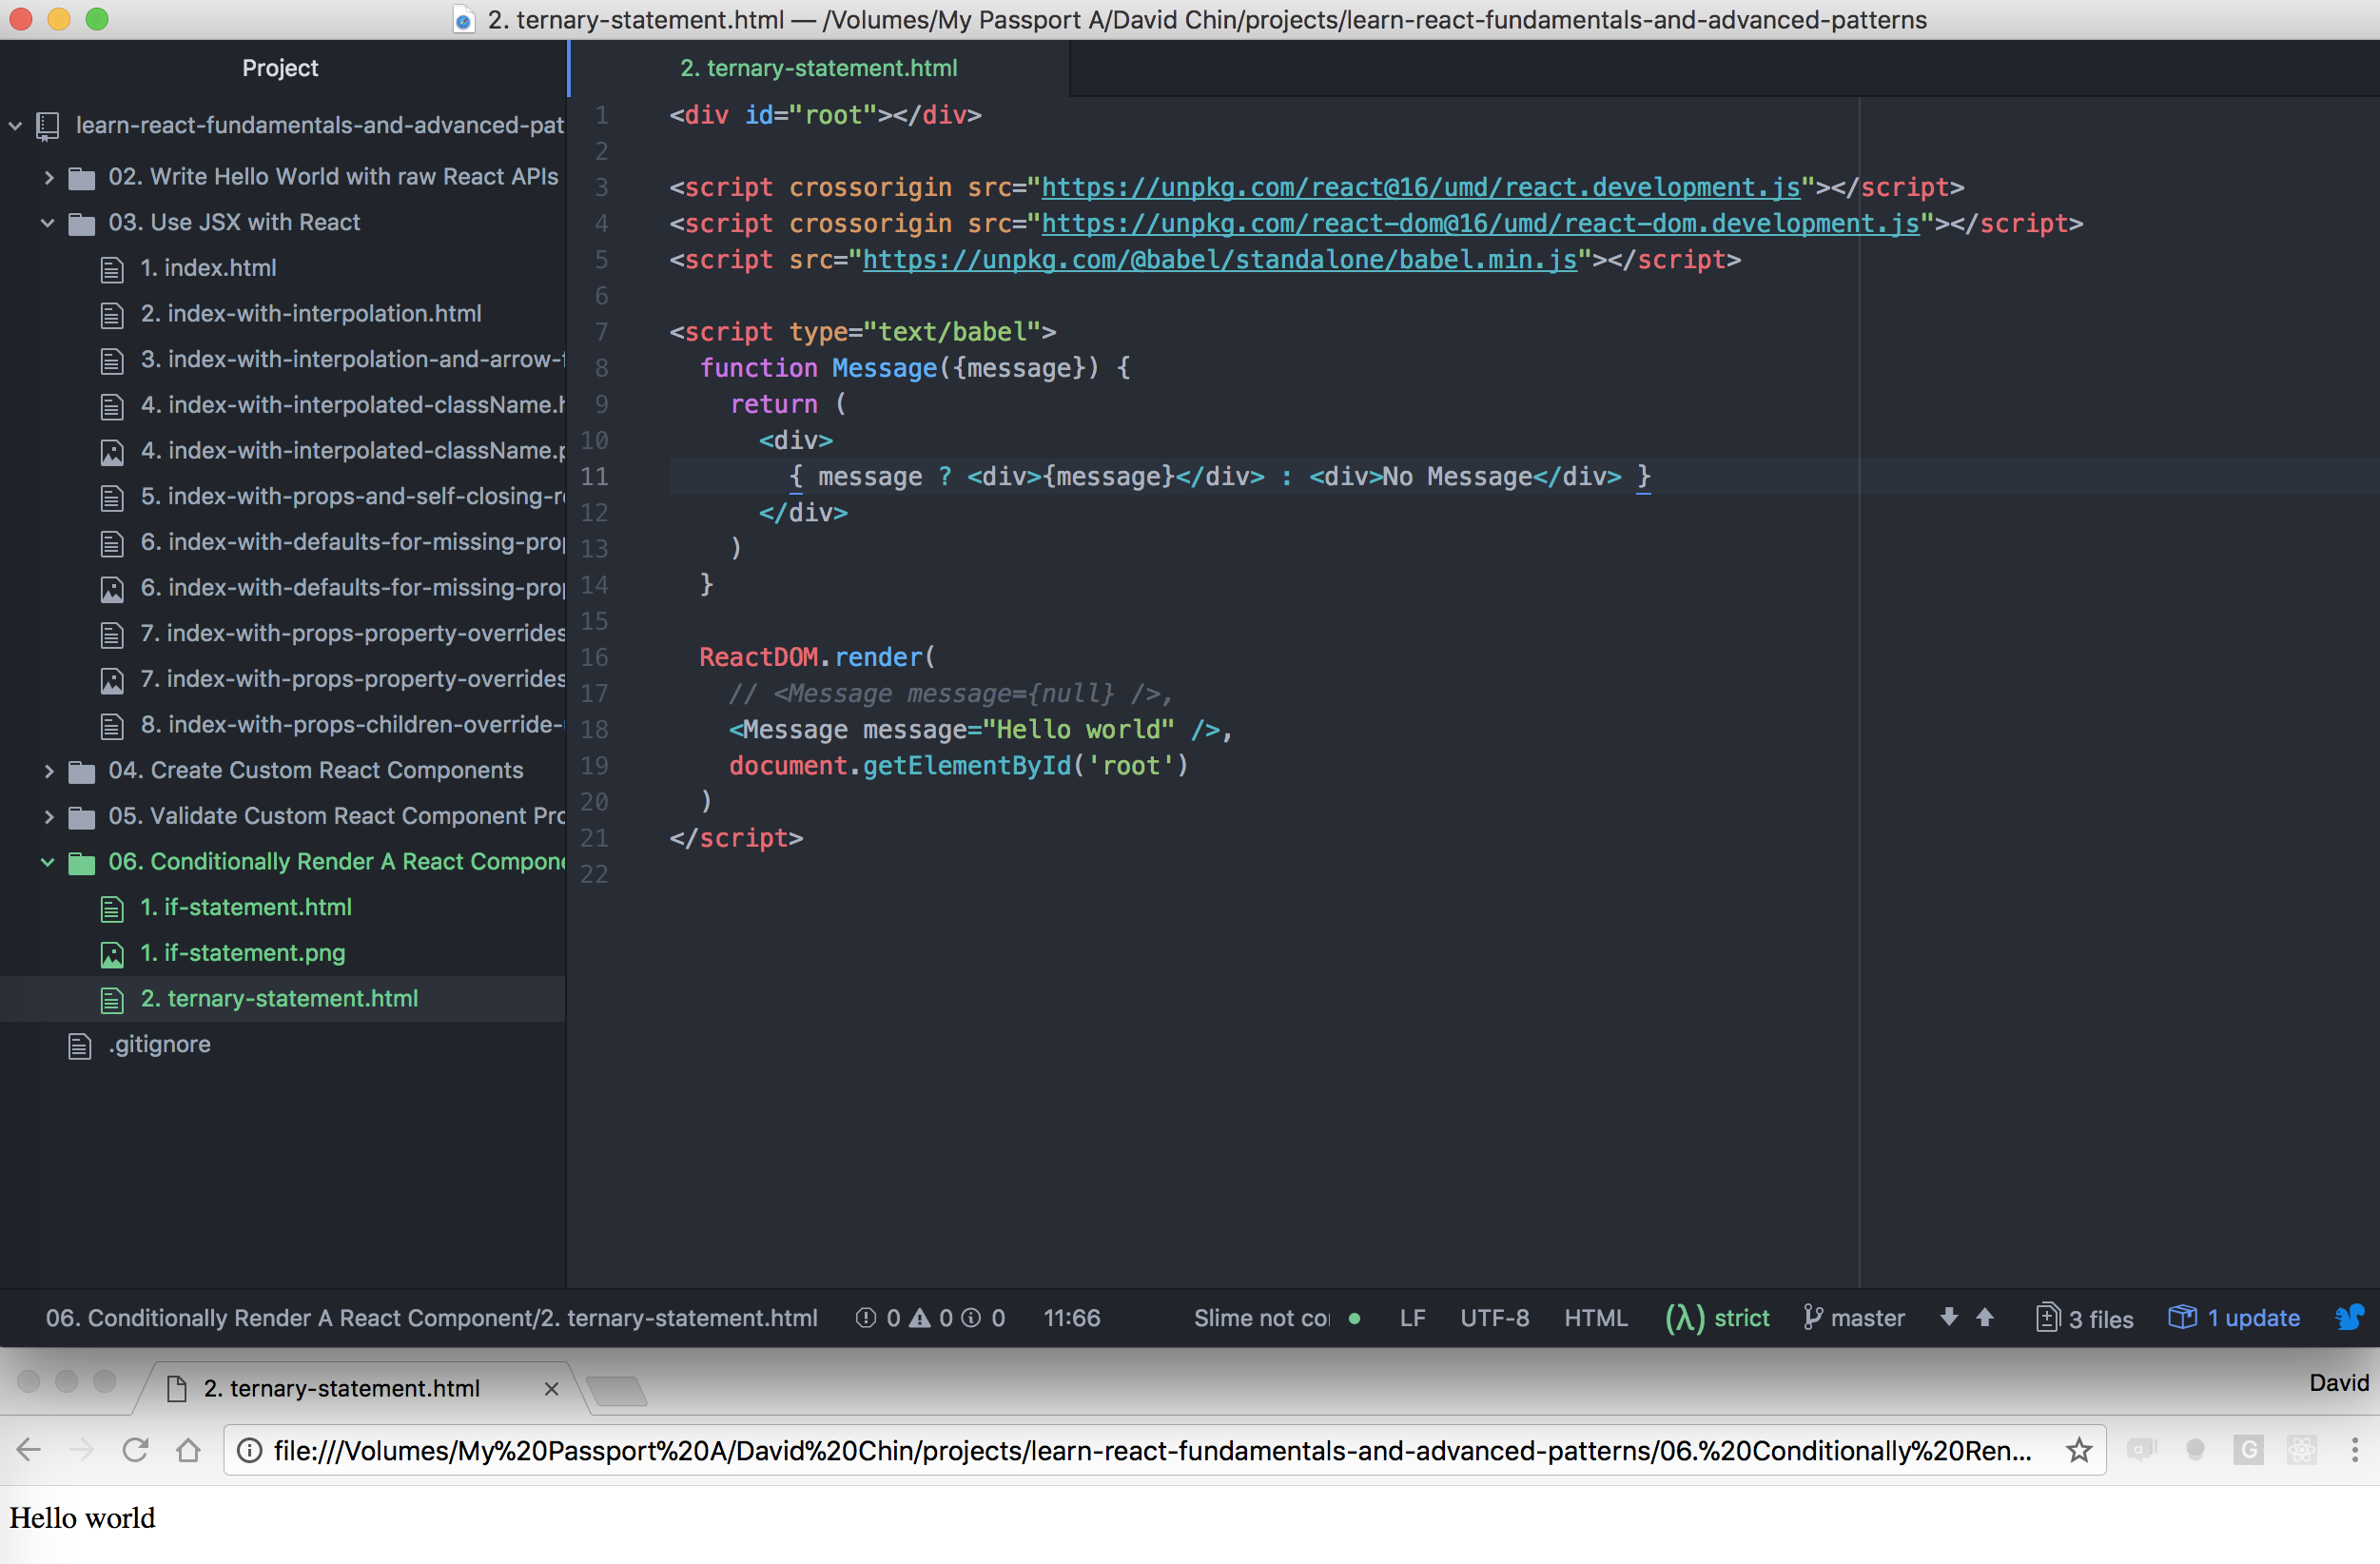 2. ternary-statement.html — /Volumes/My Passport A/David Chin/projects/learn-react-fundamentals-and-advanced-patterns
Project
learn-react-fundamentals-and-advanced-pat
02. Write Hello World with raw React APIs
03. Use JSX with React
1. index.html
2. index-with-interpolation.html
3. index-with-interpolation-and-arrow-
4. index-with-interpolated-className.
4. index-with-interpolated-className.p
5. index-with-props-and-self-closing-
6. index-with-defaults-for-missing-prop
6. index-with-defaults-for-missing-prop
7. index-with-props-property-overrides
7. index-with-props-property-overrides
8. index-with-props-children-override-
04. Create Custom React Components
05. Validate Custom React Component Pro
06. Conditionally Render A React Compone
1. if-statement.html
1. if-statement.png
2. ternary-statement.html
.gitignore
2. ternary-statement.html
1 <div id="root"></div>
2
3 <script crossorigin src="https://unpkg.com/react@16/umd/react.development.js"></script>
4 <script crossorigin src="https://unpkg.com/react-dom@16/umd/react-dom.development.js"></script>
5 <script src="https://unpkg.com/@babel/standalone/babel.min.js"></script>
6
7 <script type="text/babel">
8 function Message({message}) {
9 return (
10 <div>
11 { message ? <div>{message}</div> : <div>No Message</div> }
12 </div>
13 )
14 }
15
16 ReactDOM.render(
17 // <Message message={null} />,
18 <Message message="Hello world" />,
19 document.getElementById('root')
20 )
21 </script>
22
06. Conditionally Render A React Component/2. ternary-statement.html 0 0 0 11:66 Slime not co LF UTF-8 HTML (λ) strict master 3 files 1 update
2. ternary-statement.html
David
file:///Volumes/My%20Passport%20A/David%20Chin/projects/learn-react-fundamentals-and-advanced-patterns/06.%20Conditionally%20Ren...
Hello world